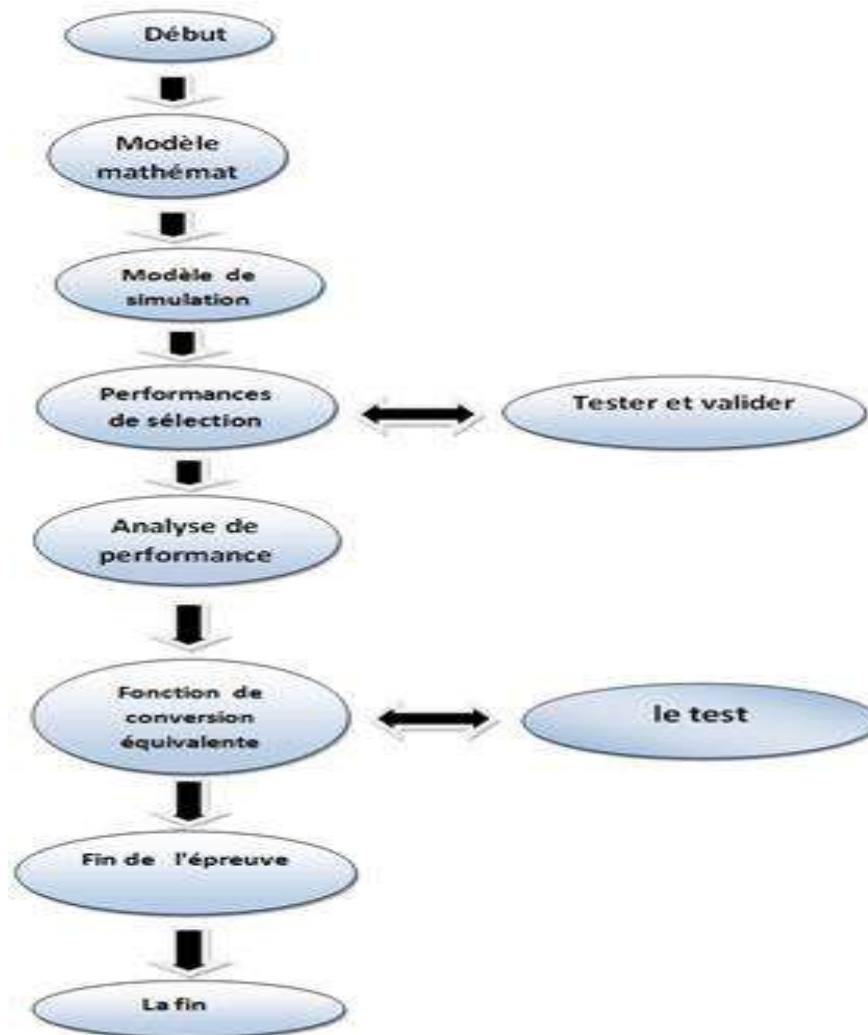 Début
Modèle
mathémat
Modèle de
simulation
Performances
de sélection
Tester et valider
Analyse de
performance
Fonction de
conversion
équivalente
le test
Fin de l'épreuve
La fin